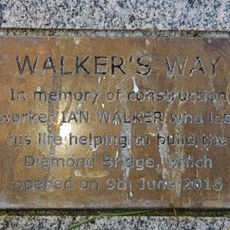 WALKER'S WAY
In memory of construction
worker IAN WALKER who lost
his life helping to build the
Diamond Bridge, which
opened on 9th June 2016